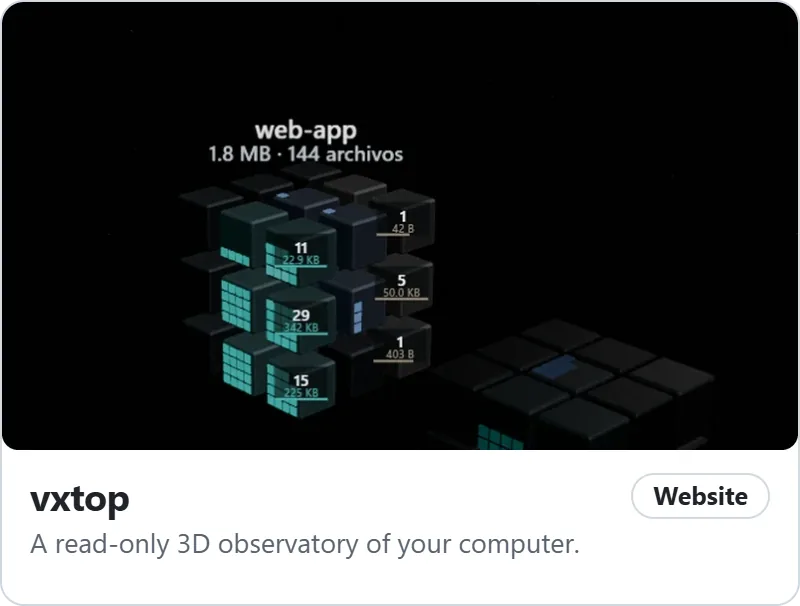 web-app
1.8 MB · 144 archivos
1
42 B
11
22.9 KB
5
50.0 KB
29
342 KB
1
403 B
15
225 KB
vxtop
Website
A read-only 3D observatory of your computer.